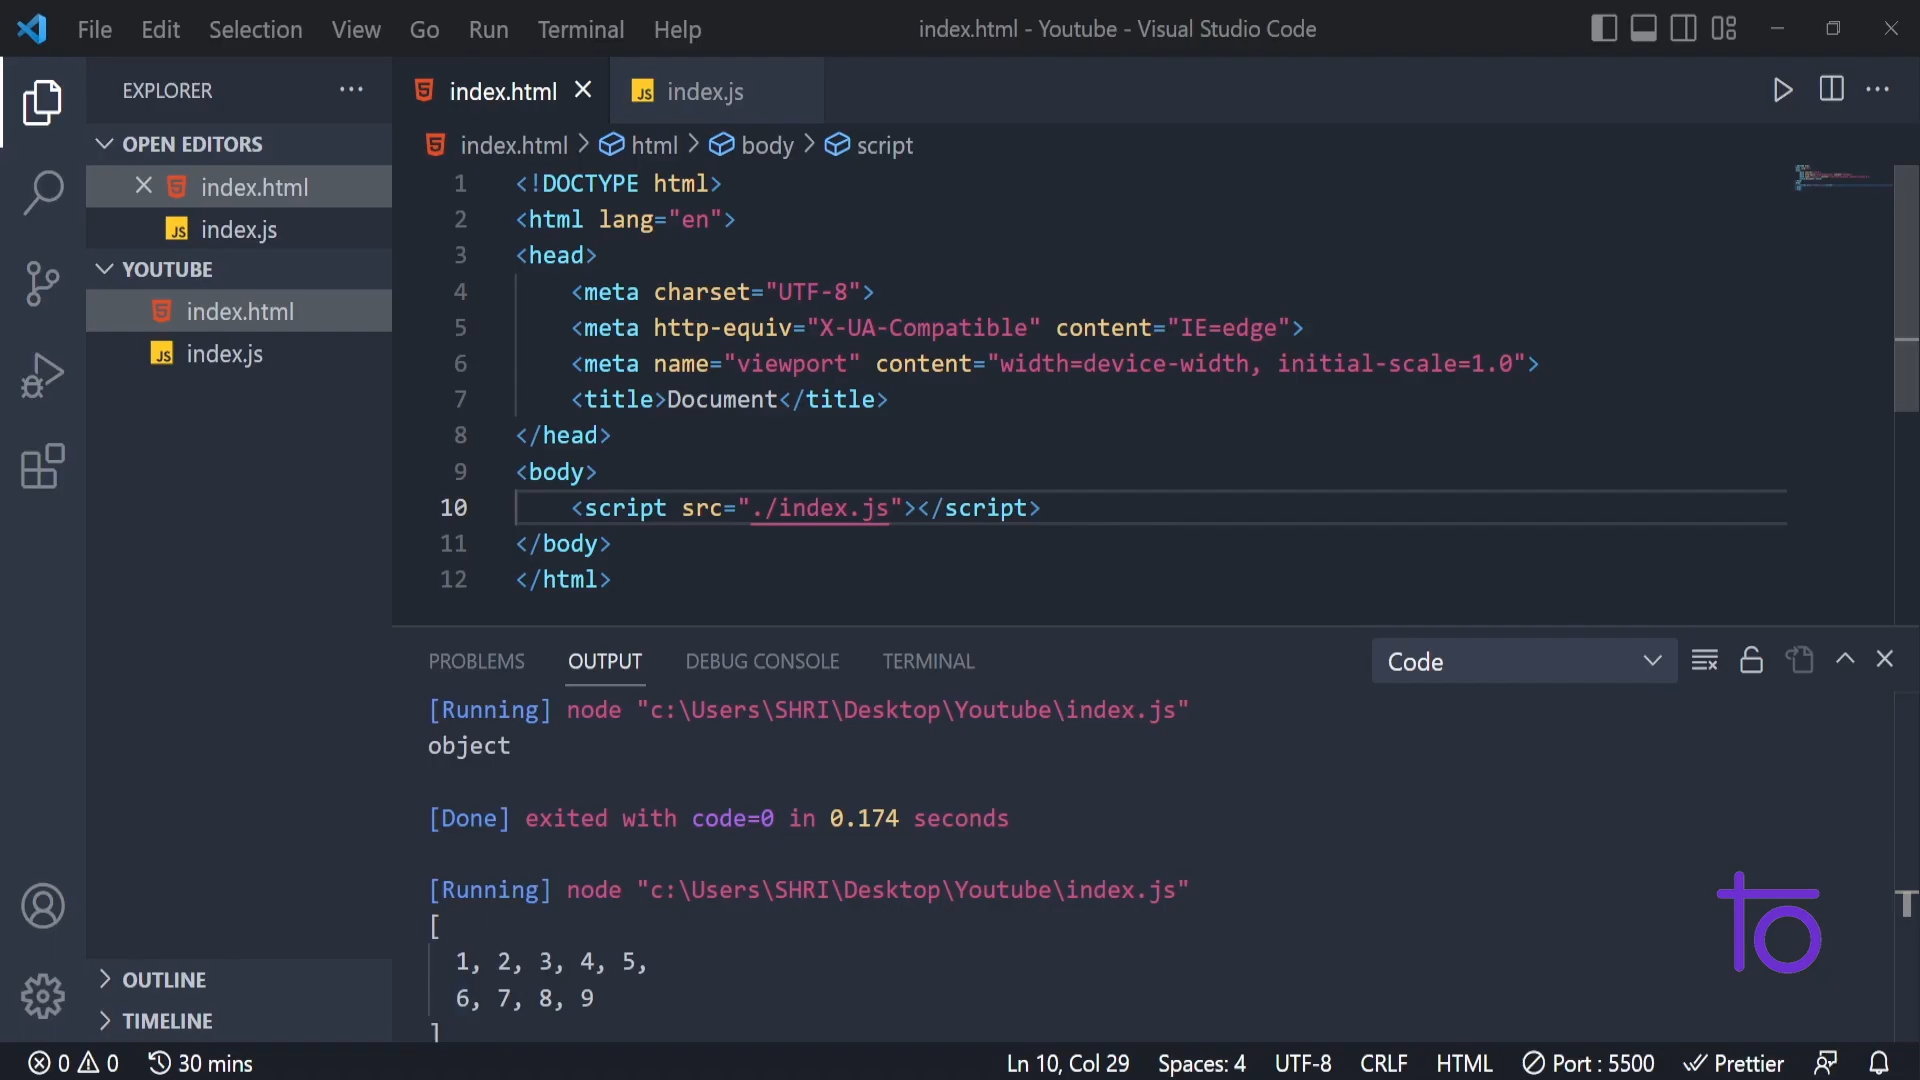 File Edit Selection View Go Run Terminal Help index.html - Youtube - Visual Studio Code
EXPLORER
OPEN EDITORS
index.html
index.js
YOUTUBE
index.html
index.js
OUTLINE
TIMELINE
index.html index.js
index.html > html > body > script
1 <!DOCTYPE html>
2 <html lang="en">
3 <head>
4 <meta charset="UTF-8">
5 <meta http-equiv="X-UA-Compatible" content="IE=edge">
6 <meta name="viewport" content="width=device-width, initial-scale=1.0">
7 <title>Document</title>
8 </head>
9 <body>
10 <script src="./index.js"></script>
11 </body>
12 </html>
PROBLEMS OUTPUT DEBUG CONSOLE TERMINAL Code
[Running] node "c:\Users\SHRI\Desktop\Youtube\index.js"
object
[Done] exited with code=0 in 0.174 seconds
[Running] node "c:\Users\SHRI\Desktop\Youtube\index.js"
[
1, 2, 3, 4, 5,
6, 7, 8, 9
]
0 0 30 mins Ln 10, Col 29 Spaces: 4 UTF-8 CRLF HTML Port : 5500 Prettier